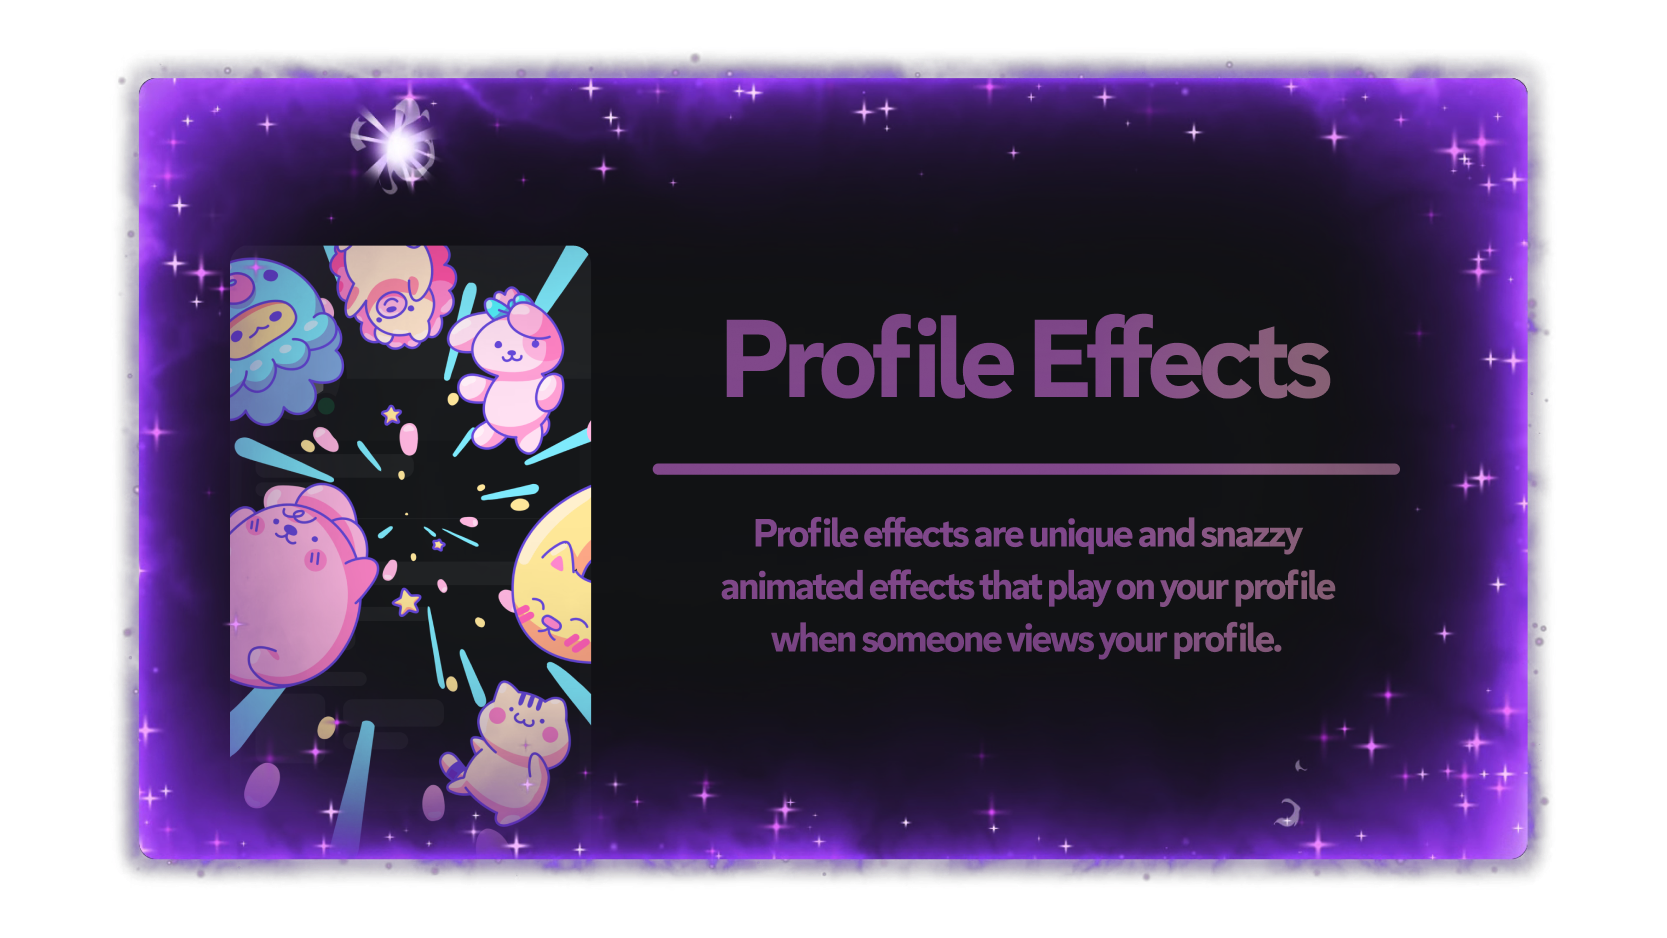 Profile Effects
Profile effects are unique and snazzy
animated effects that play on your profile
when someone views your profile.